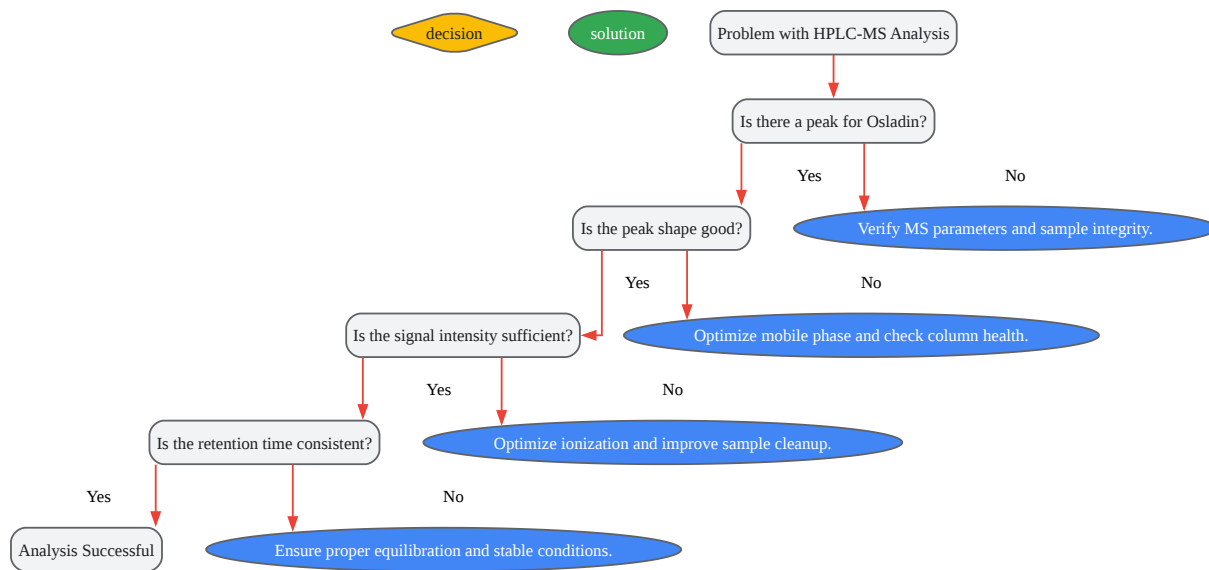 decision
solution
Problem with HPLC-MS Analysis
Is there a peak for Osladin?
Yes
No
Is the peak shape good?
Verify MS parameters and sample integrity.
Yes
No
Is the signal intensity sufficient?
Optimize mobile phase and check column health.
Yes
No
Is the retention time consistent?
Optimize ionization and improve sample cleanup.
Yes
No
Analysis Successful
Ensure proper equilibration and stable conditions.